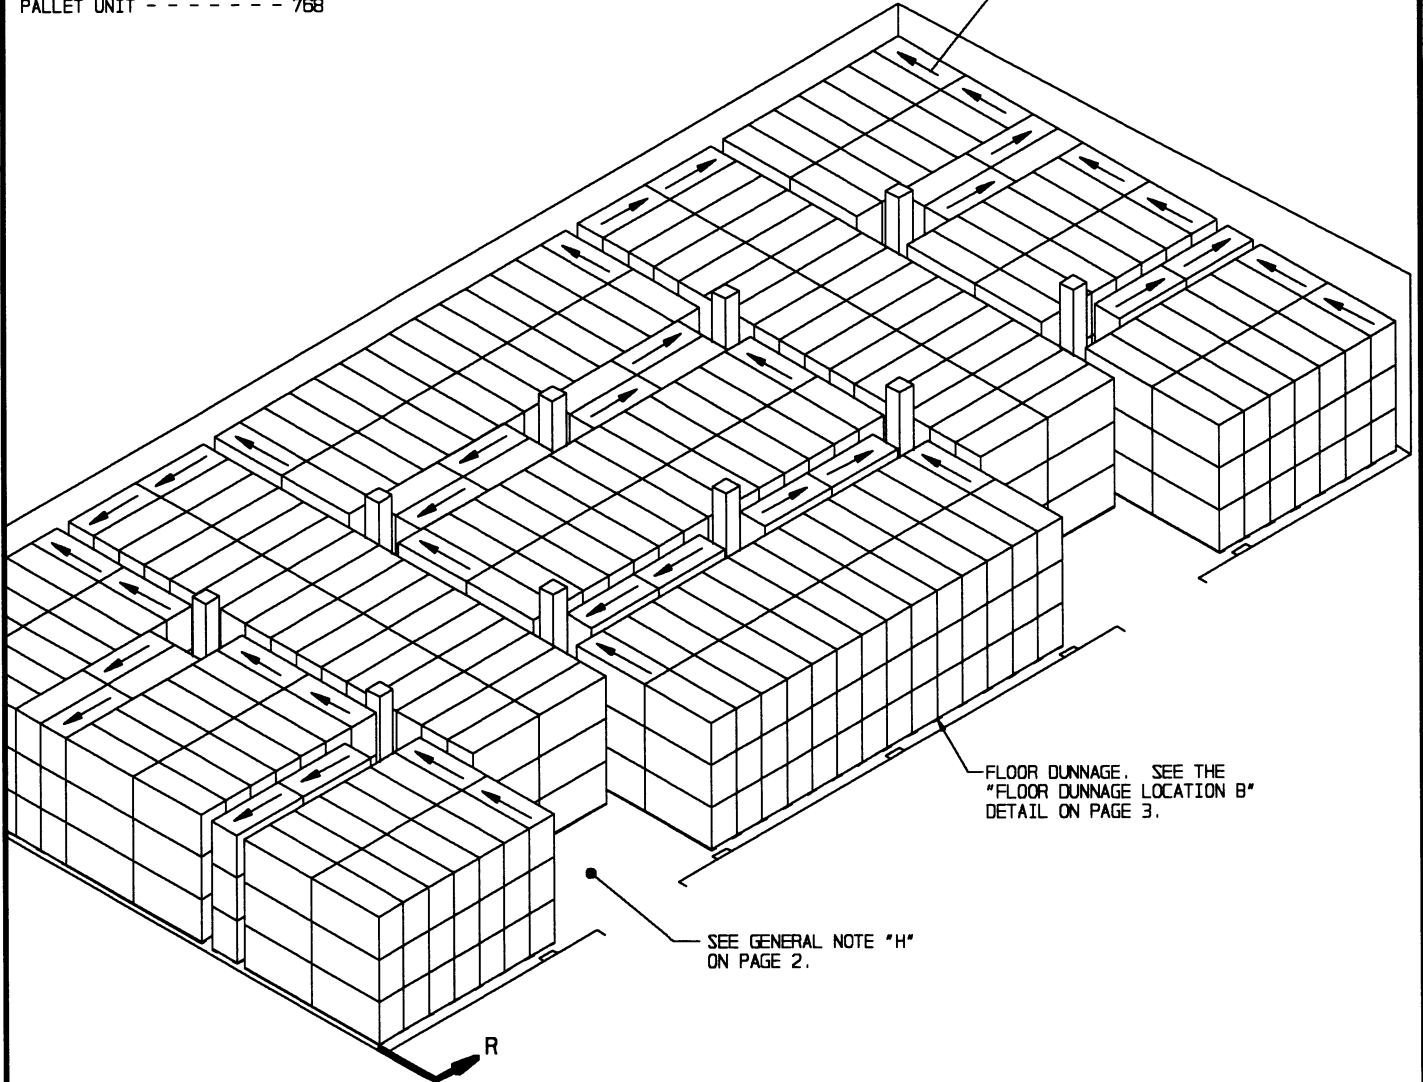 PALLET UNIT - - - - - - - 768
FLOOR DUNNAGE. SEE THE
"FLOOR DUNNAGE LOCATION B"
DETAIL ON PAGE 3.
SEE GENERAL NOTE "H"
ON PAGE 2.
R